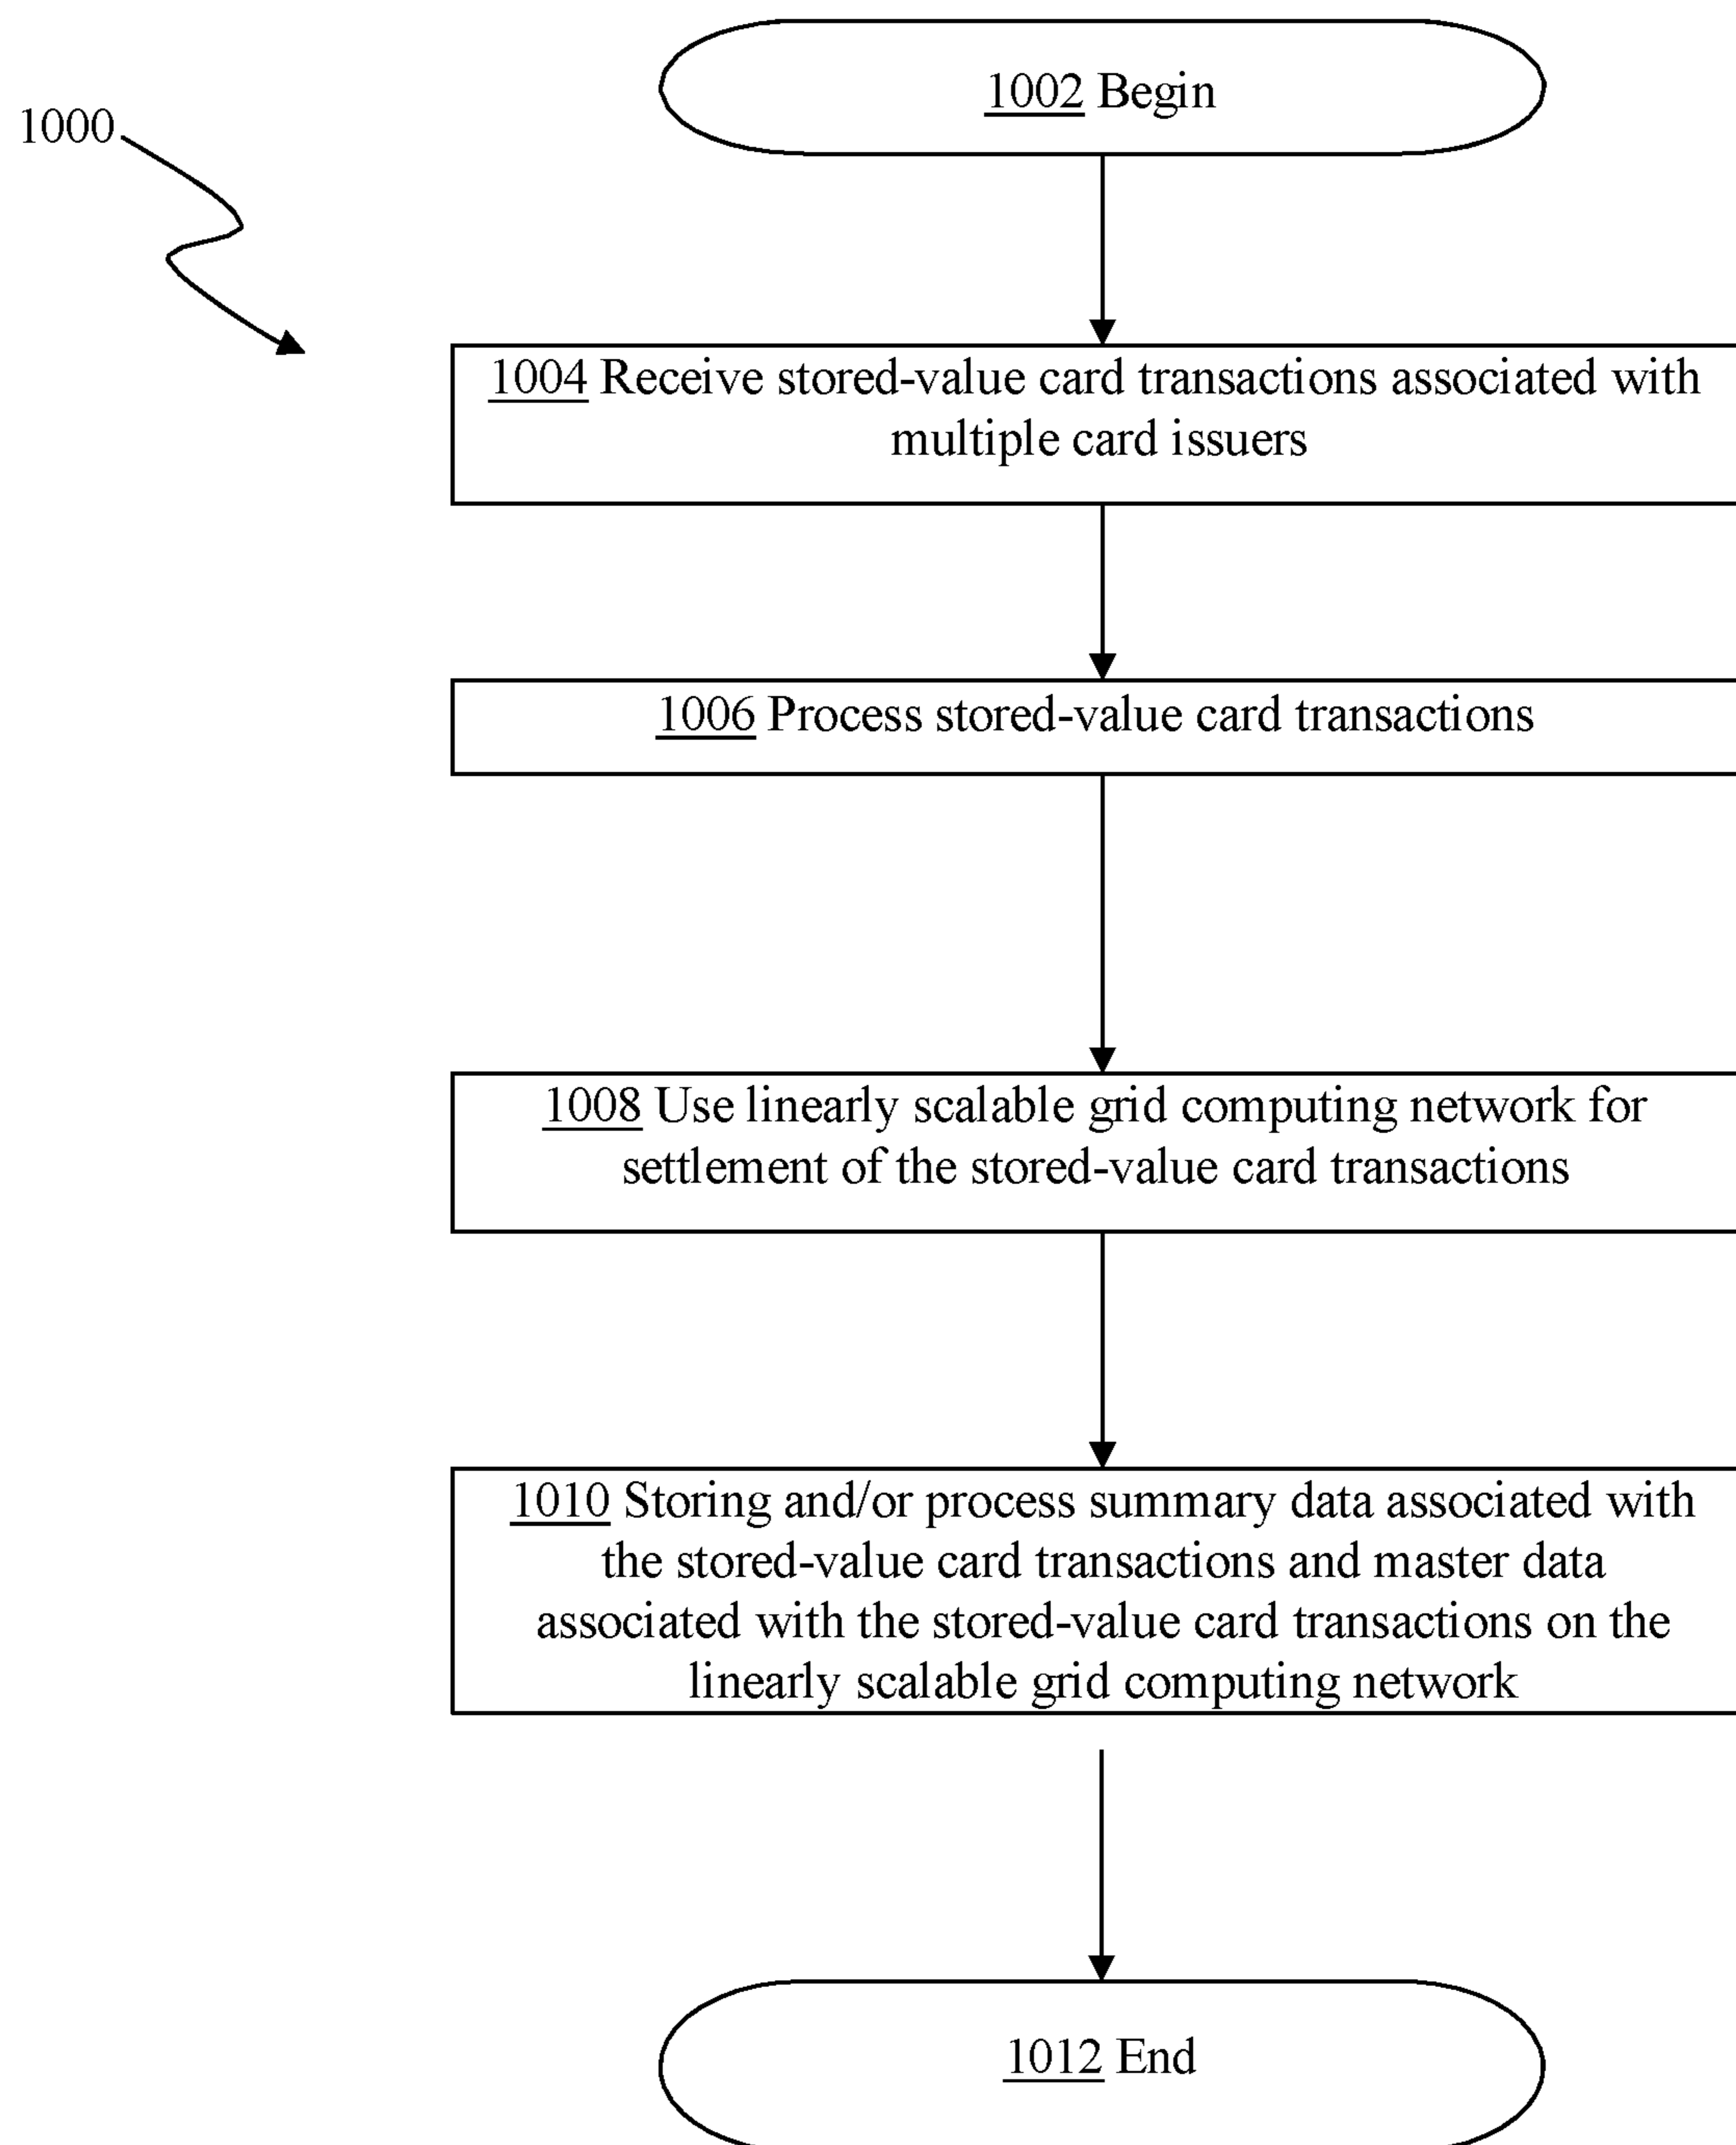 1002 Begin
1000
1004 Receive stored-value card transactions associated with
multiple card issuers
1006 Process stored-value card transactions
1008 Use linearly scalable grid computing network for
settlement of the stored-value card transactions
1010 Storing and/or process summary data associated with
the stored-value card transactions and master data
associated with the stored-value card transactions on the
linearly scalable grid computing network
1012 End